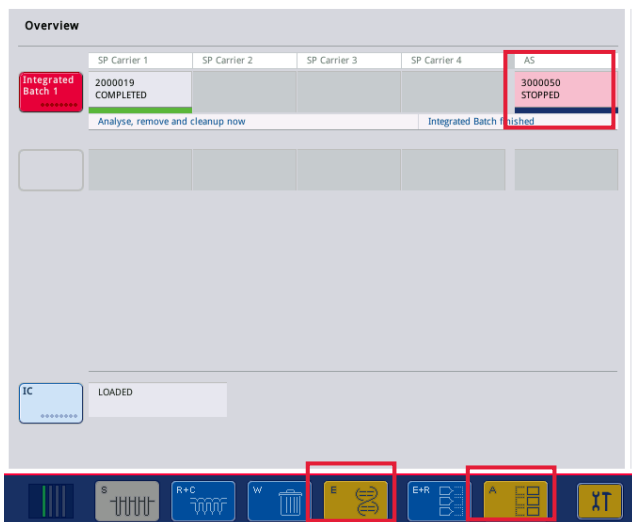 Overview
SP Carrier 1 SP Carrier 2 SP Carrier 3 SP Carrier 4 AS
Integrated
Batch 1
2000019
COMPLETED
3000050
STOPPED
Analyse, remove and cleanup now Integrated Batch finished
IC
LOADED
S R+C W E E+R A